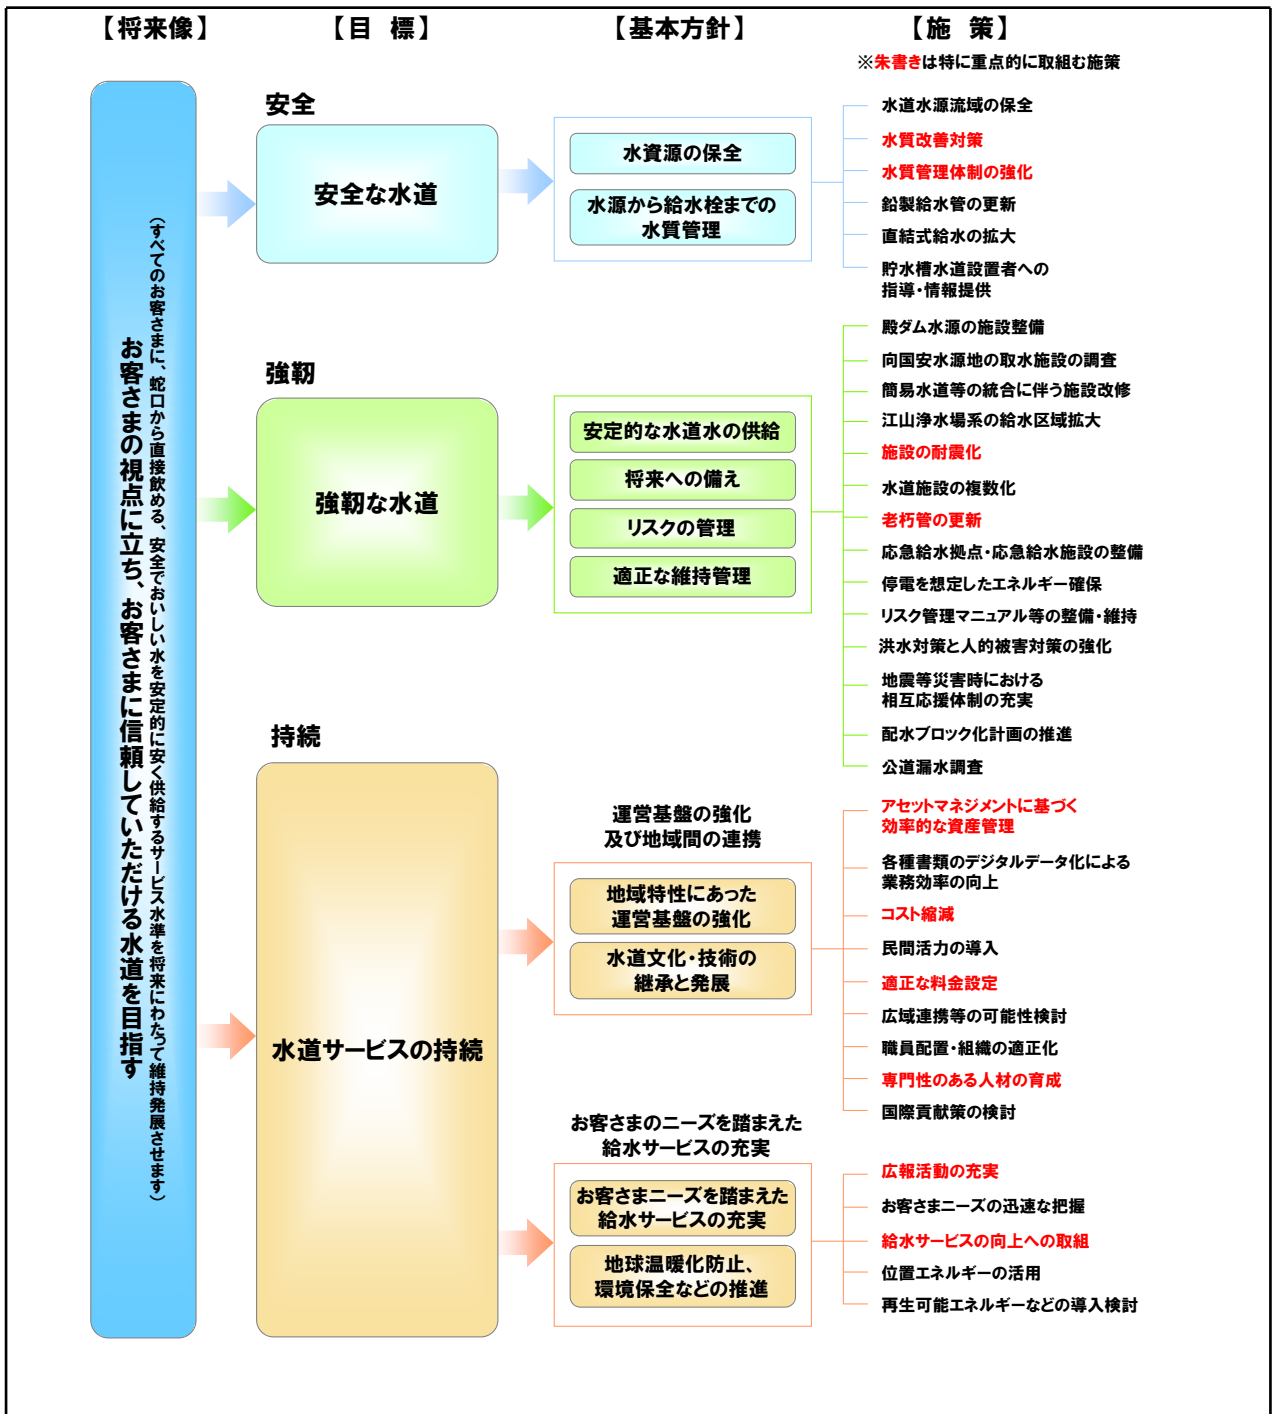 【将来像】
【目 標】
【基本方針】
【施 策】
※朱書きは特に重点的に取組む施策
お客さまの視点に立ち、お客さまに信頼していただける水道を目指す
（すべてのお客さまに、蛇口から直接飲める、安全でおいしい水を安定的に安く供給するサービス水準を将来にわたって維持発展させます）
安全
安全な水道
水資源の保全
水源から給水栓までの
水質管理
水道水源流域の保全
水質改善対策
水質管理体制の強化
鉛製給水管の更新
直結式給水の拡大
貯水槽水道設置者への
指導・情報提供
強靭
強靭な水道
安定的な水道水の供給
将来への備え
リスクの管理
適正な維持管理
殿ダム水源の施設整備
向国安水源地の取水施設の調査
簡易水道等の統合に伴う施設改修
江山浄水場系の給水区域拡大
施設の耐震化
水道施設の複数化
老朽管の更新
応急給水拠点・応急給水施設の整備
停電を想定したエネルギー確保
リスク管理マニュアル等の整備・維持
洪水対策と人的被害対策の強化
地震等災害時における
相互応援体制の充実
配水ブロック化計画の推進
公道漏水調査
持続
水道サービスの持続
運営基盤の強化
及び地域間の連携
地域特性にあった
運営基盤の強化
水道文化・技術の
継承と発展
アセットマネジメントに基づく
効率的な資産管理
各種書類のデジタルデータ化による
業務効率の向上
コスト縮減
民間活力の導入
適正な料金設定
広域連携等の可能性検討
職員配置・組織の適正化
専門性のある人材の育成
国際貢献策の検討
お客さまのニーズを踏まえた
給水サービスの充実
お客さまニーズを踏まえた
給水サービスの充実
地球温暖化防止、
環境保全などの推進
広報活動の充実
お客さまニーズの迅速な把握
給水サービスの向上への取組
位置エネルギーの活用
再生可能エネルギーなどの導入検討